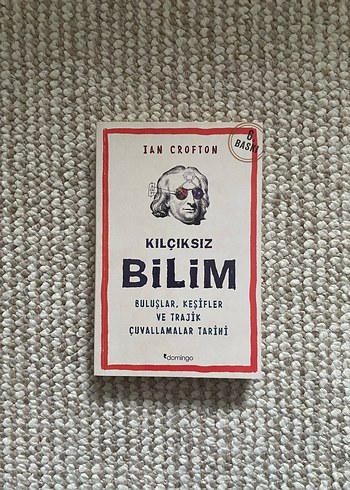 IAN CROFTON
6.
BASKI
KILÇIKSIZ
BİLİM
BULUŞLAR, KEŞİFLER
VE TRAJİK
ÇUVALLAMALAR TARİHİ
domingo